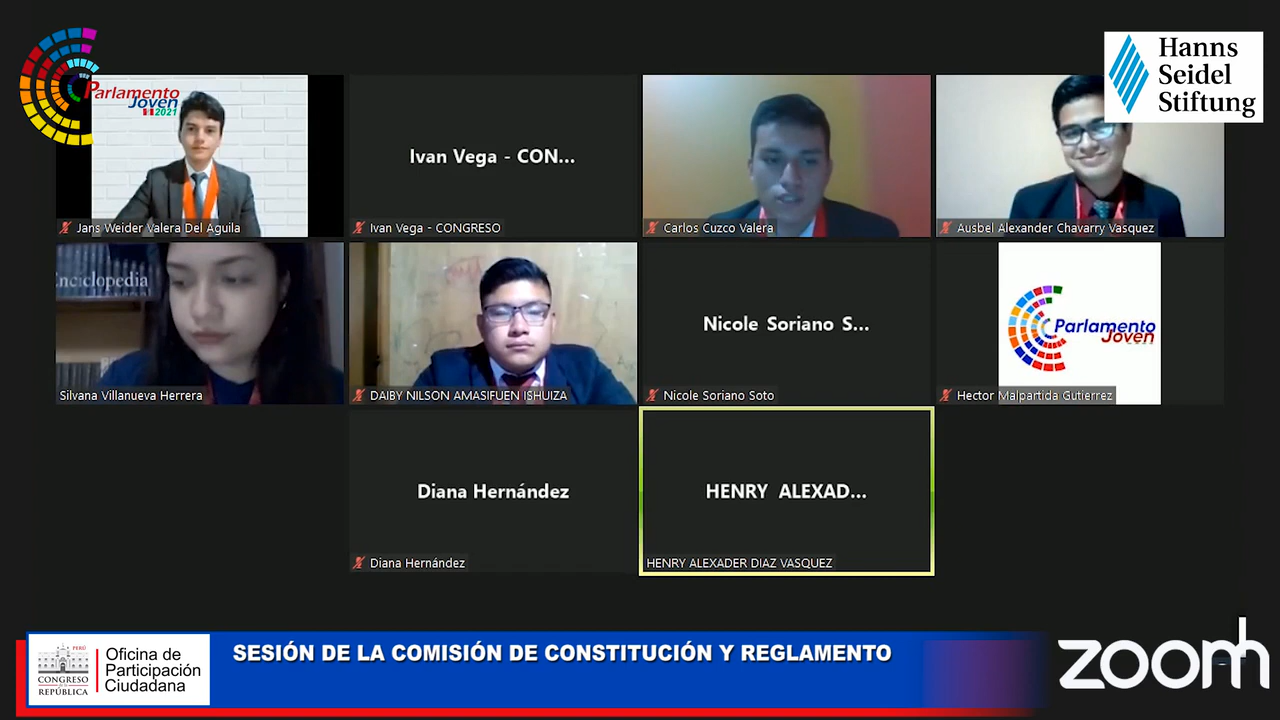 Parlamento
Joven
2021
Hanns
Seidel
Stiftung
Jans Weider Valera Del Aguila
Ivan Vega - CON...
Ivan Vega - CONGRESO
Carlos Cuzco Valera
Ausbel Alexander Chavarry Vasquez
Enciclopedia
Silvana Villanueva Herrera
DAIBY NILSON AMASIFUEN ISHUIZA
Nicole Soriano S...
Nicole Soriano Soto
Parlamento
Joven
Hector Malpartida Gutierrez
Diana Hernández
Diana Hernández
HENRY ALEXAD...
HENRY ALEXADER DIAZ VASQUEZ
PERÚ
CONGRESO
de la
REPÚBLICA
Oficina de
Participación
Ciudadana
SESIÓN DE LA COMISIÓN DE CONSTITUCIÓN Y REGLAMENTO
zoom